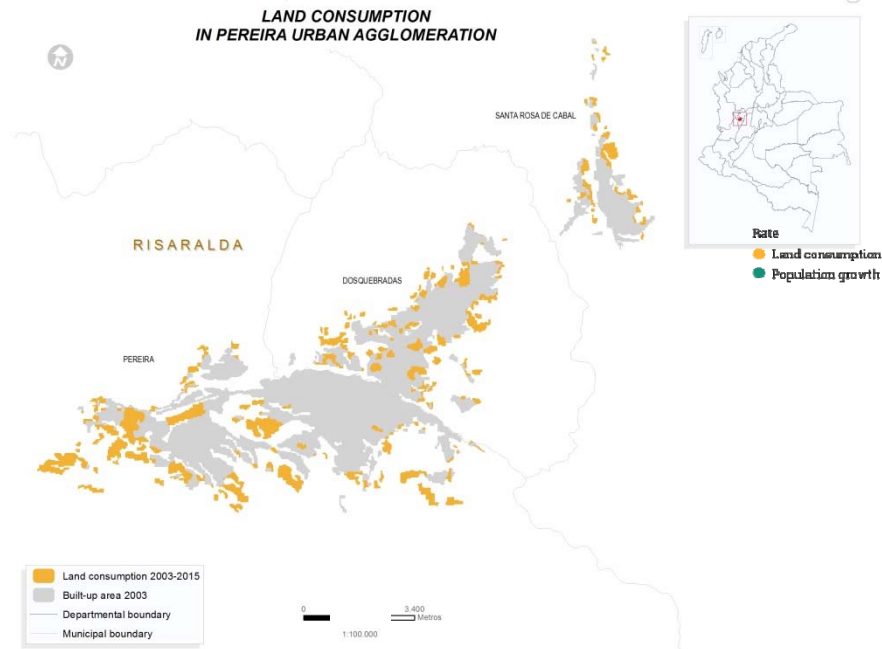 LAND CONSUMPTION
IN PEREIRA URBAN AGGLOMERATION
N
SANTA ROSA DE CABAL
RISARALDA
DOSQUEBRADAS
PEREIRA
Rate
Land consumption
Population growth
Land consumption 2003-2015
Built-up area 2003
Departmental boundary
Municipal boundary
0 3.400
Metros
1:100.000